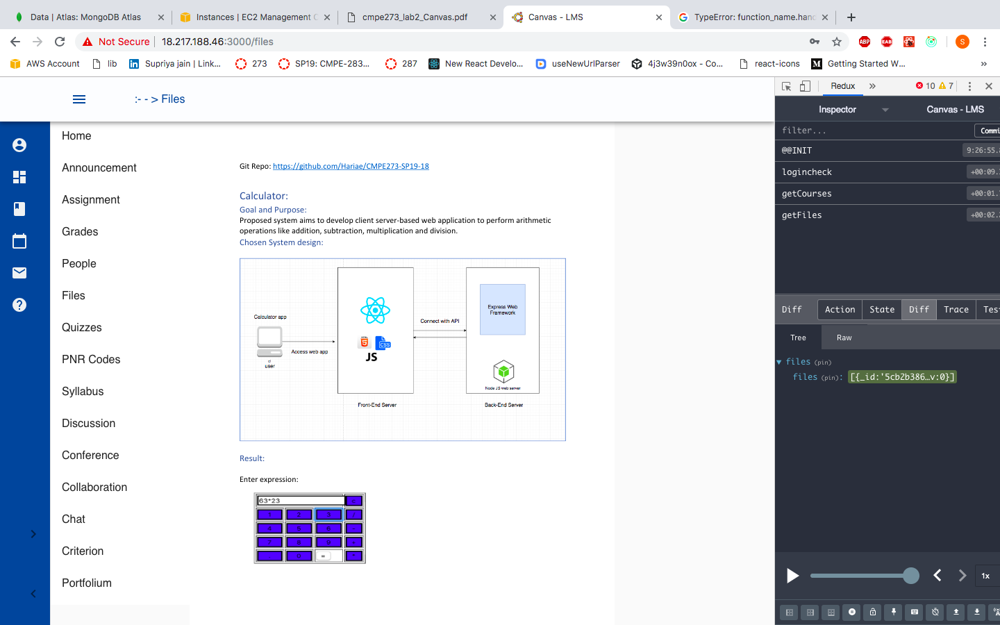 Data | Atlas: MongoDB Atlas
Instances | EC2 Management C
cmpe273_lab2_Canvas.pdf
Canvas - LMS
TypeError: function_name.hand
Not Secure
18.217.188.46:3000/files
ABP
EAB
S
AWS Account
lib
Supriya jain | Link...
273
SP19: CMPE-283...
287
New React Develo...
useNewUrlParser
4j3w39n0ox - Co...
react-icons
Getting Started W...
»
:- - > Files
Home
Announcement
Assignment
Grades
People
Files
Quizzes
PNR Codes
Syllabus
Discussion
Conference
Collaboration
Chat
Criterion
Portfolium
Git Repo: https://github.com/Hariae/CMPE273-SP19-18
Calculator:
Goal and Purpose:
Proposed system aims to develop client server-based web application to perform arithmetic
operations like addition, subtraction, multiplication and division.
Chosen System design:
Calculator app
user
Access web app
CSS
JS
Front-End Server
Connect with API
Express Web
Framework
Node JS web server
Back-End Server
Result:
Enter expression:
63*23
c
1 2 3 /
4 5 6 -
7 8 9 +
. 0 = *
Redux
»
10
7
Inspector
Canvas - LMS
filter...
Commi
@@INIT
9:26:55.
logincheck
+00:09.
getCourses
+00:01.
getFiles
+00:02.
Diff
Action
State
Diff
Trace
Test
Tree
Raw
files (pin)
files (pin): [{_id:'5cb2b386…v:0}]
1x